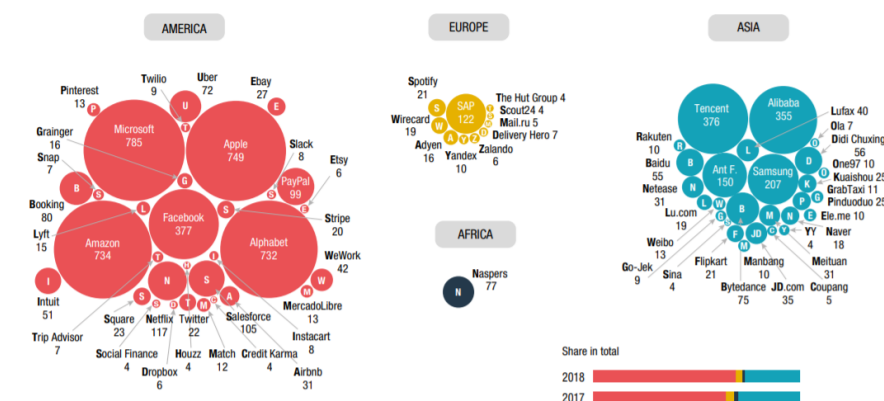 AMERICA
EUROPE
ASIA
Pinterest
13
P
Twilio
9
Uber
72
U
T
Ebay
27
E
Microsoft
785
Apple
749
Grainger
16
G
Snap
7
S
Slack
8
S
Etsy
6
E
PayPal
99
B
Booking
80
Lyft
15
L
Facebook
377
S
Stripe
20
Amazon
734
Alphabet
732
WeWork
42
W
I
Intuit
51
T
H
I
N
S
S
S
D
T
M
C
A
M
MercadoLibre
13
Trip Advisor
7
Square
23
Netflix
117
Twitter
22
Salesforce
105
Instacart
8
Social Finance
4
Houzz
4
Match
12
Credit Karma
4
Dropbox
6
Airbnb
31
Spotify
21
S
SAP
122
The Hut Group 4
Scout24 4
Mail.ru 5
Delivery Hero 7
Wirecard
19
W
A
Y
Z
D
Adyen
16
Yandex
10
Zalando
6
AFRICA
N
Naspers
77
Tencent
376
Alibaba
355
Lufax 40
Ola 7
Didi Chuxing
56
One97 10
Kuaishou 25
GrabTaxi 11
Pinduoduo 25
Ele.me 10
Rakuten
10
R
L
O
Baidu
55
B
Ant F.
150
Samsung
207
D
O
K
Netease
31
N
G
P
L
W
B
M
N
E
G
Lu.com
19
F
JD
C
Y
M
YY
4
Naver
18
Weibo
13
Go-Jek
9
Sina
4
Flipkart
21
Manbang
10
Meituan
31
Bytedance
75
JD.com
35
Coupang
5
Share in total
2018
2017